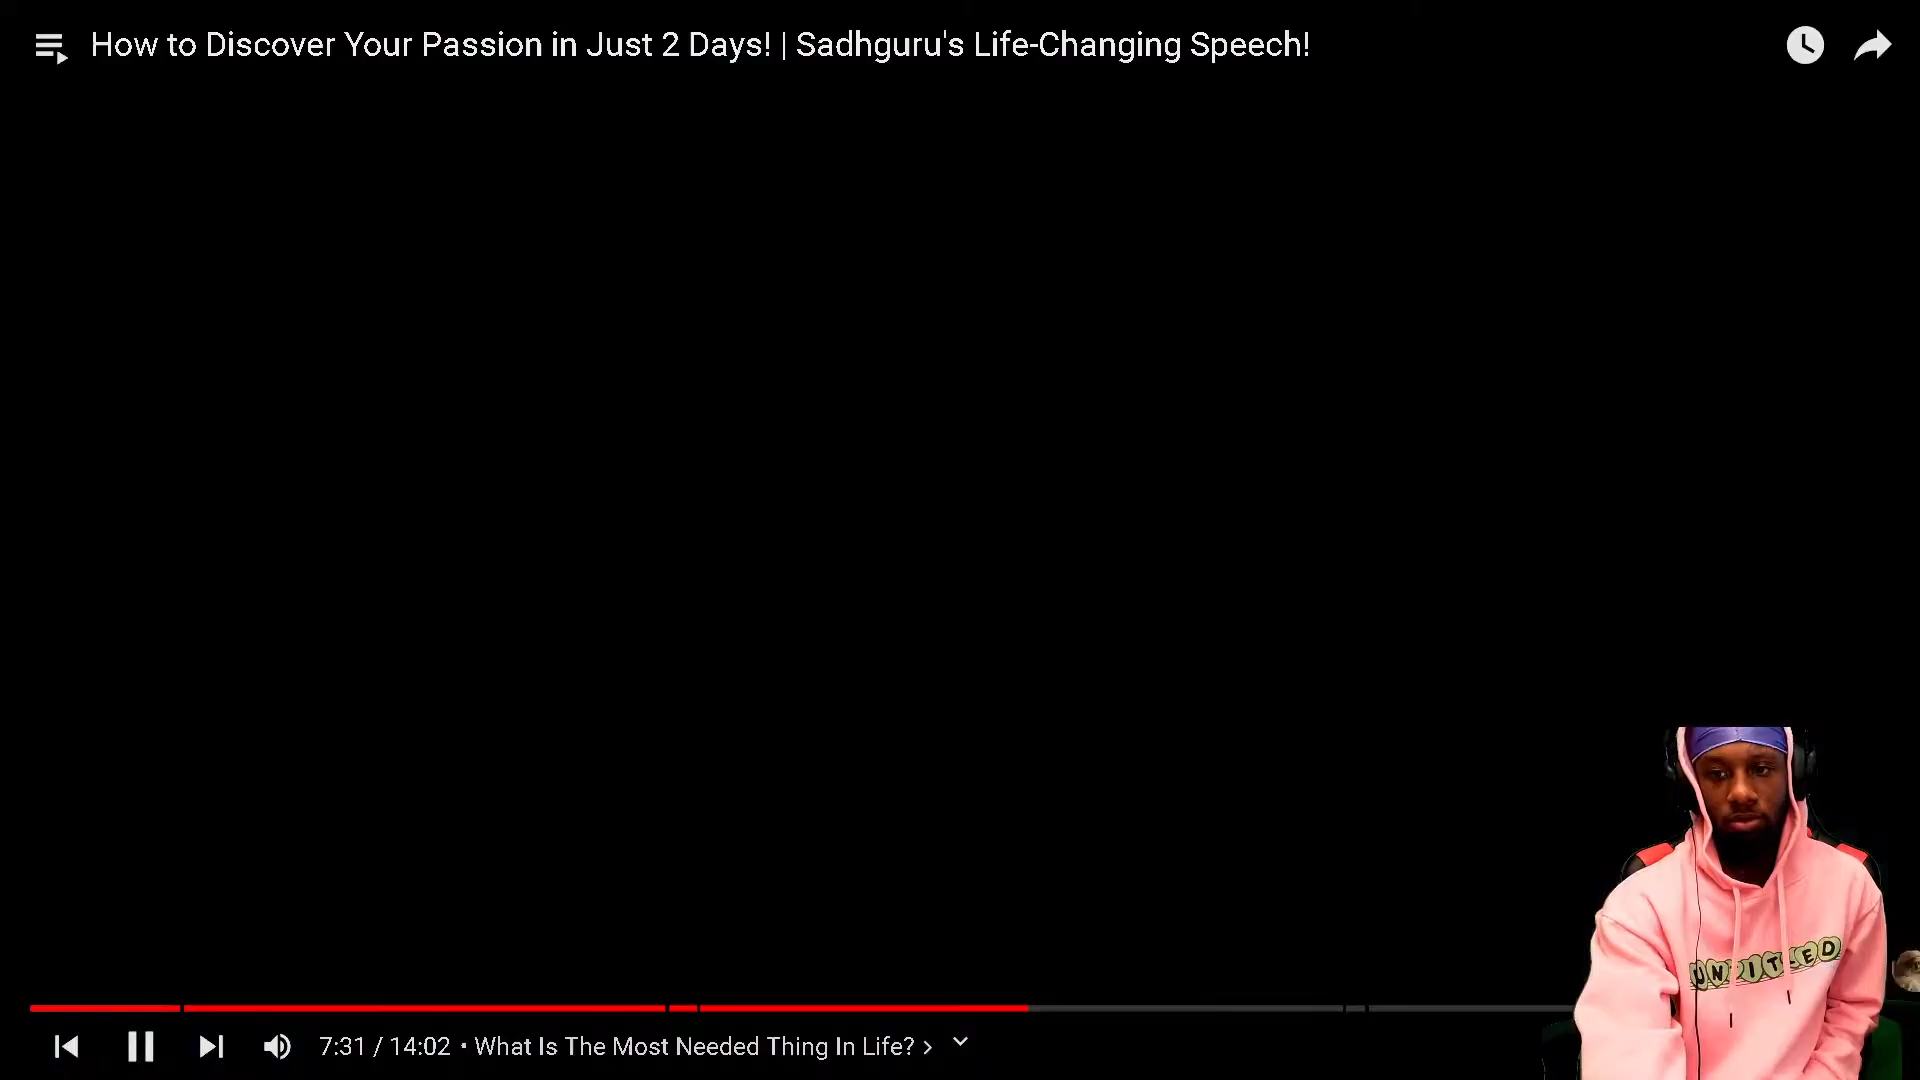 How to Discover Your Passion in Just 2 Days! | Sadhguru's Life-Changing Speech!
UNTITLED
7:31 / 14:02 • What Is The Most Needed Thing In Life?